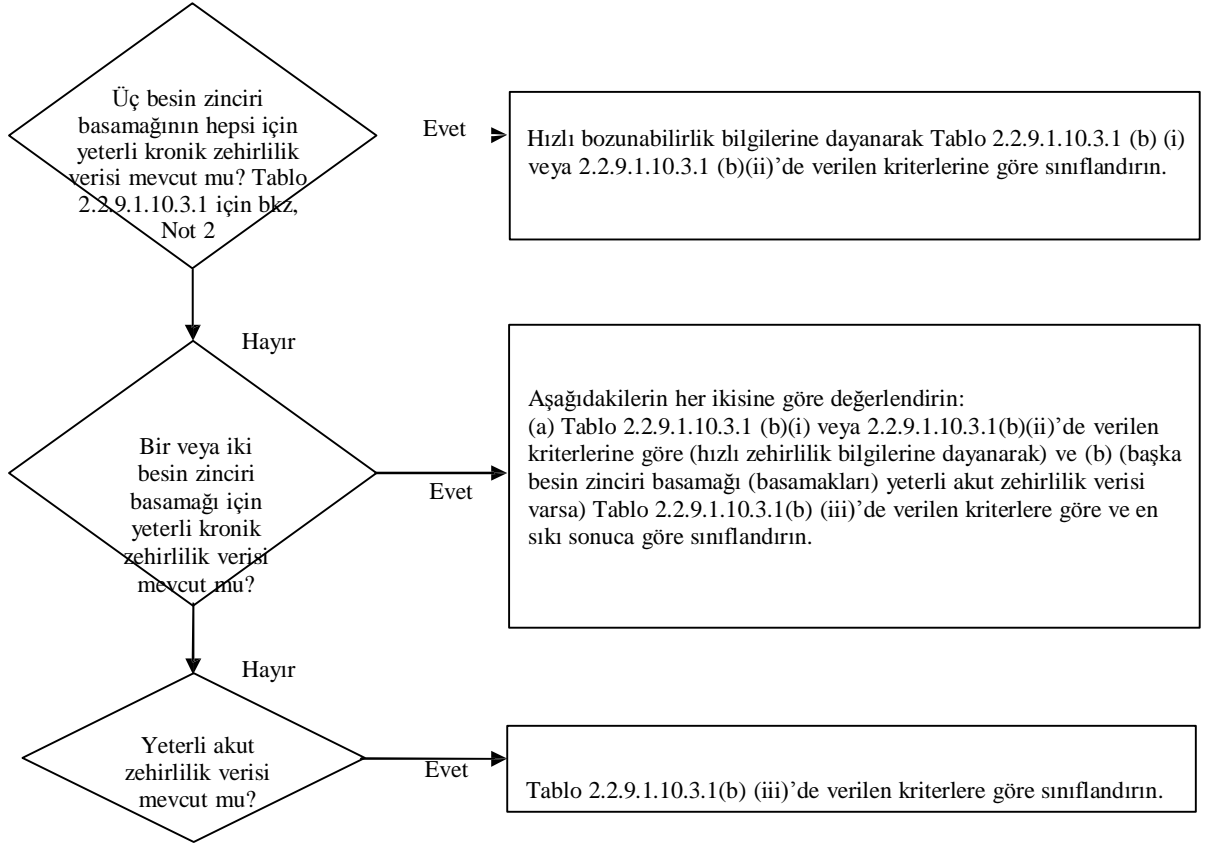 Üç besin zinciri
basamağının hepsi için
yeterli kronik zehirlilik
verisi mevcut mu? Tablo
2.2.9.1.10.3.1 için bkz,
Not 2
Evet
Hızlı bozunabilirlik bilgilerine dayanarak Tablo 2.2.9.1.10.3.1 (b) (i)
veya 2.2.9.1.10.3.1 (b)(ii)’de verilen kriterlerine göre sınıflandırın.
Hayır
Bir veya iki
besin zinciri
basamağı için
yeterli kronik
zehirlilik verisi
mevcut mu?
Evet
Aşağıdakilerin her ikisine göre değerlendirin:
(a) Tablo 2.2.9.1.10.3.1 (b)(i) veya 2.2.9.1.10.3.1(b)(ii)’de verilen
kriterlerine göre (hızlı zehirlilik bilgilerine dayanarak) ve (b) (başka
besin zinciri basamağı (basamakları) yeterli akut zehirlilik verisi
varsa) Tablo 2.2.9.1.10.3.1(b) (iii)’de verilen kriterlere göre ve en
sıkı sonuca göre sınıflandırın.
Hayır
Yeterli akut
zehirlilik verisi
mevcut mu?
Evet
Tablo 2.2.9.1.10.3.1(b) (iii)’de verilen kriterlere göre sınıflandırın.